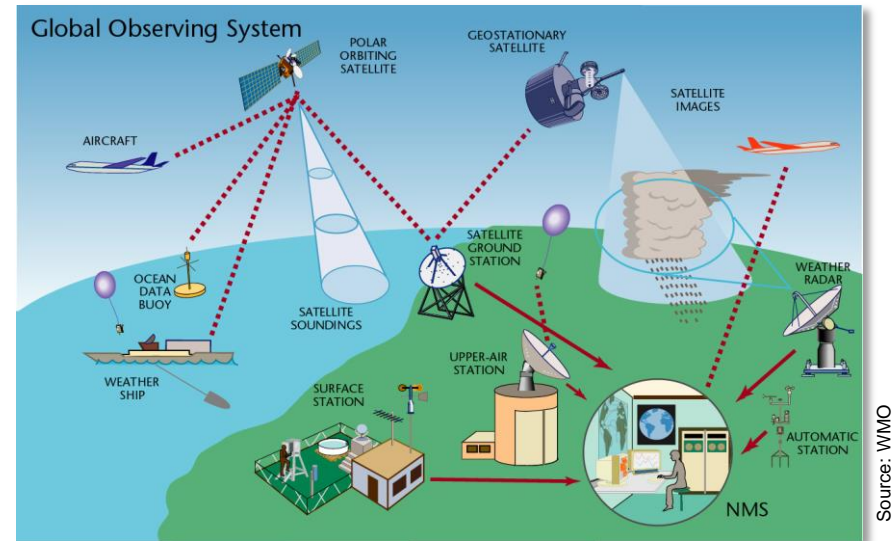 Global Observing System
POLAR
ORBITING
SATELLITE
GEOSTATIONARY
SATELLITE
SATELLITE
IMAGES
AIRCRAFT
OCEAN
DATA
BUOY
SATELLITE
SOUNDINGS
SATELLITE
GROUND
STATION
WEATHER
RADAR
WEATHER
SHIP
SURFACE
STATION
UPPER-AIR
STATION
AUTOMATIC
STATION
NMS
Source: WMO